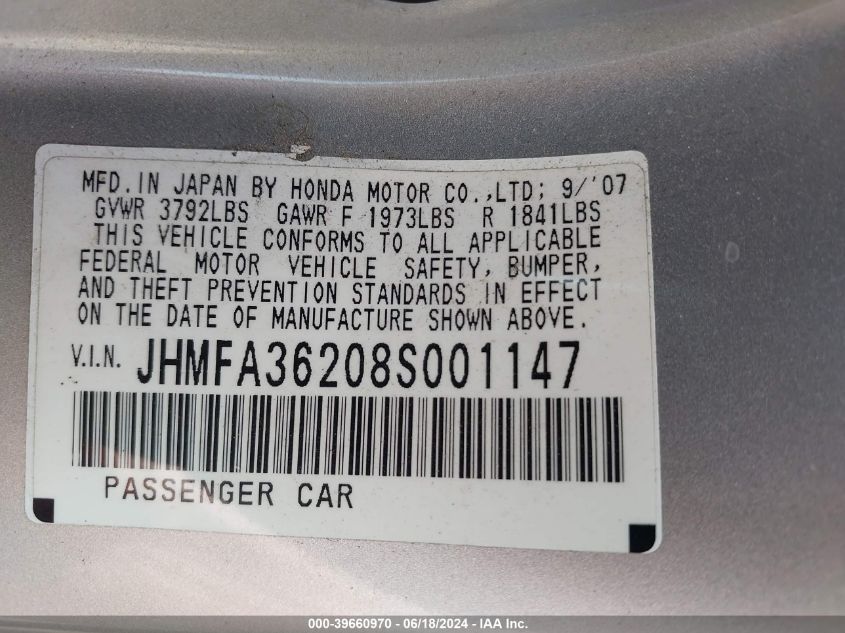 MFD.IN JAPAN BY HONDA MOTOR CO.,LTD; 9/'07
GVWR 3792LBS GAWR F 1973LBS R 1841LBS
THIS VEHICLE CONFORMS TO ALL APPLICABLE
FEDERAL MOTOR VEHICLE SAFETY, BUMPER,
AND THEFT PREVENTION STANDARDS IN EFFECT
ON THE DATE OF MANUFACTURE SHOWN ABOVE.
V.I.N. JHMFA36208S001147
PASSENGER CAR
000-39660970 - 06/18/2024 - IAA Inc.